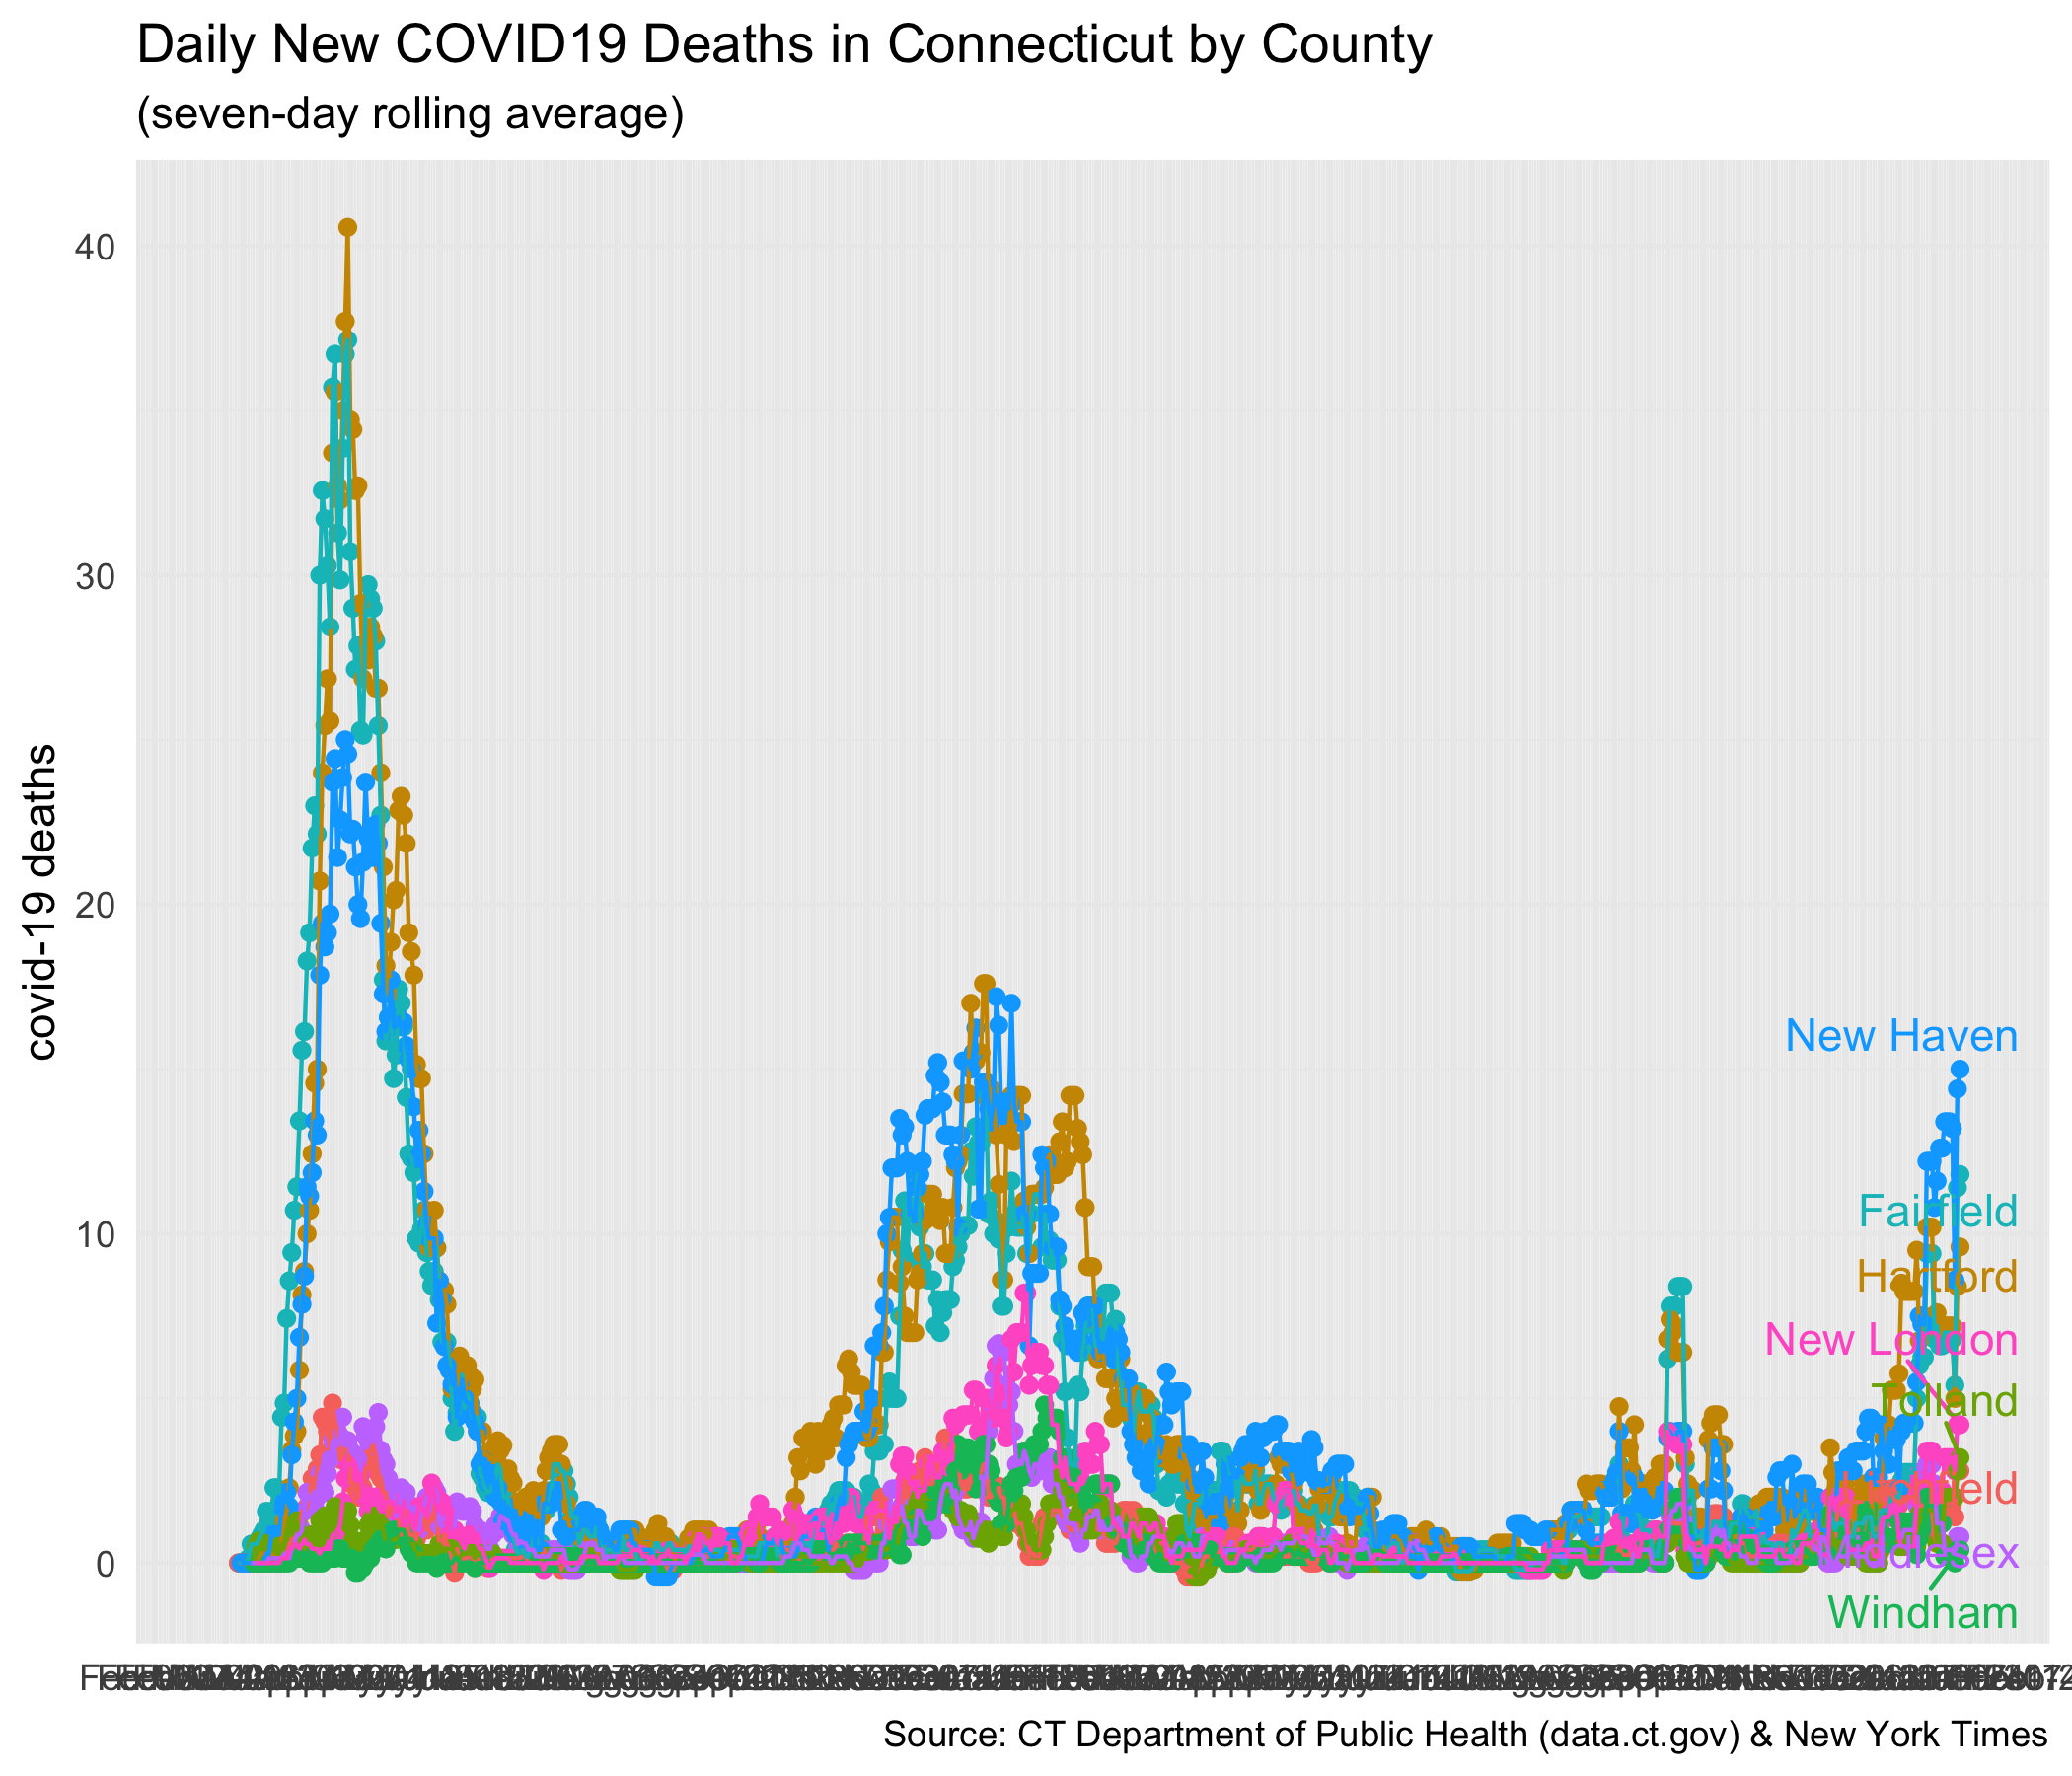 Daily New COVID19 Deaths in Connecticut by County
(seven-day rolling average)
covid-19 deaths
40
30
20
10
0
New Haven
Fairfield
Hartford
New London
Tolland
Litchfield
Middlesex
Windham
Source: CT Department of Public Health (data.ct.gov) & New York Times